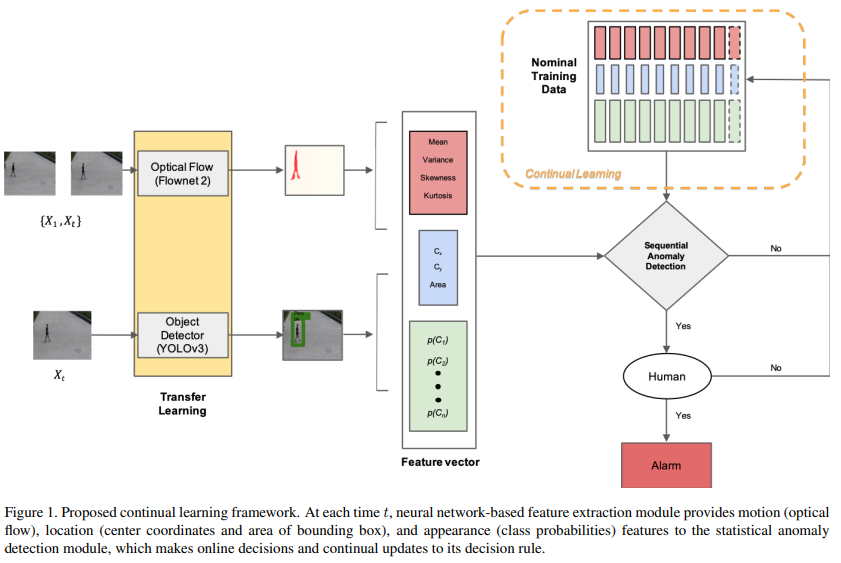 {X₁,Xₜ}
Optical Flow
(Flownet 2)
Xₜ
Object
Detector
(YOLOv3)
Transfer
Learning
Mean
Variance
Skewness
Kurtosis
Cₓ
Cᵧ
Area
p(C₁)
p(C₂)
p(Cₙ)
Feature vector
Nominal
Training
Data
Continual Learning
Sequential
Anomaly
Detection
No
Yes
Human
No
Yes
Alarm
Figure 1. Proposed continual learning framework. At each time t, neural network-based feature extraction module provides motion (optical
flow), location (center coordinates and area of bounding box), and appearance (class probabilities) features to the statistical anomaly
detection module, which makes online decisions and continual updates to its decision rule.